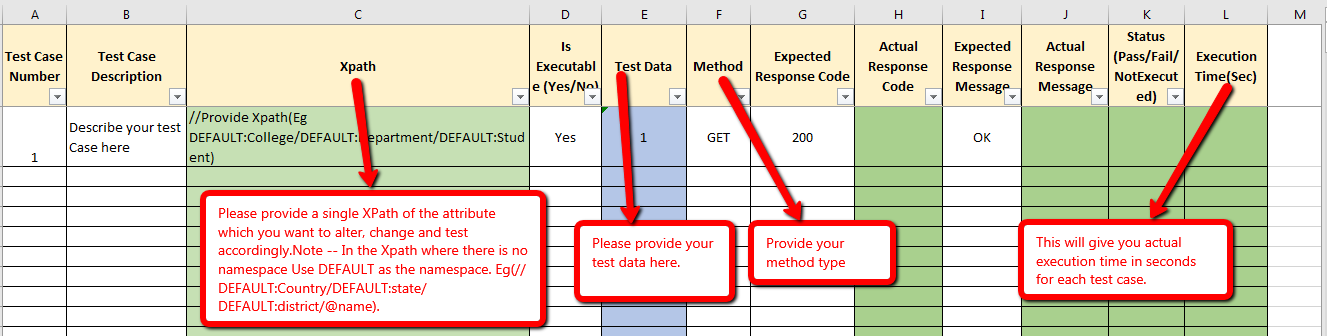 A B C D E F G H I J K L M
Test Case
Number
Test Case
Description
Xpath
Is
Executabl
e (Yes/No)
Test Data
Method
Expected
Response Code
Actual
Response
Code
Expected
Response
Message
Actual
Response
Message
Status
(Pass/Fail/
NotExecut
ed)
Execution
Time(Sec)
1
Describe your test
Case here
//Provide Xpath(Eg
DEFAULT:College/DEFAULT:Department/DEFAULT:Stud
ent)
Yes
1
GET
200
OK
Please provide a single XPath of the attribute
which you want to alter, change and test
accordingly.Note -- In the Xpath where there is no
namespace Use DEFAULT as the namespace. Eg(//
DEFAULT:Country/DEFAULT:state/
DEFAULT:district/@name).
Please provide your
test data here.
Provide your
method type
This will give you actual
execution time in seconds
for each test case.